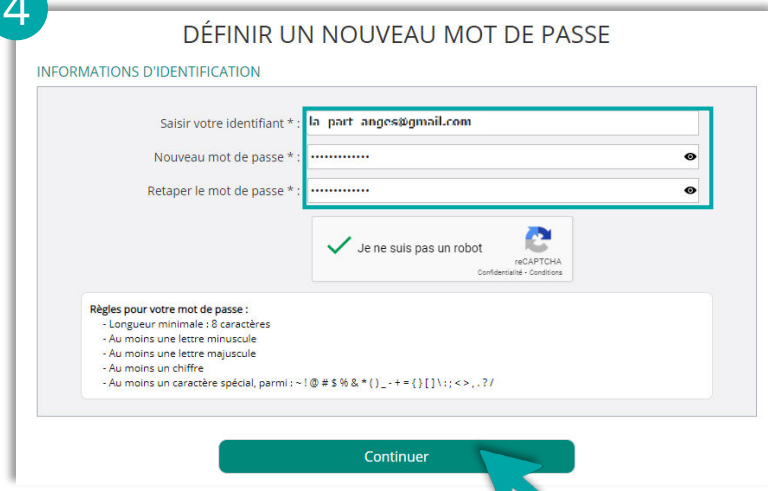 4
DÉFINIR UN NOUVEAU MOT DE PASSE
INFORMATIONS D'IDENTIFICATION
Saisir votre identifiant * : la part anges@gmail.com
Nouveau mot de passe * : •••••••••••••
Retaper le mot de passe * : •••••••••••••
Je ne suis pas un robot
reCAPTCHA
Confidentialité - Conditions
Règles pour votre mot de passe :
- Longueur minimale : 8 caractères
- Au moins une lettre minuscule
- Au moins une lettre majuscule
- Au moins un chiffre
- Au moins un caractère spécial, parmi : ~ ! @ # $ % & * ( ) _ - + = { } [ ] \ : ; < > , . ? /
Continuer